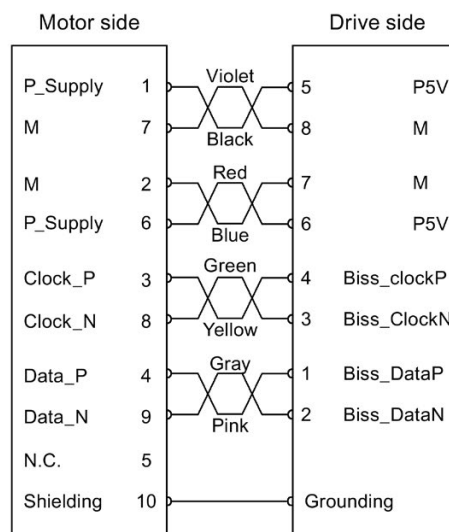 Motor side Drive side
Violet
P_Supply 1 5 P5V
M 7 8 M
Black
Red
M 2 7 M
P_Supply 6 6 P5V
Blue
Green
Clock_P 3 4 Biss_clockP
Clock_N 8 3 Biss_ClockN
Yellow
Gray
Data_P 4 1 Biss_DataP
Data_N 9 2 Biss_DataN
Pink
N.C. 5
Shielding 10 Grounding